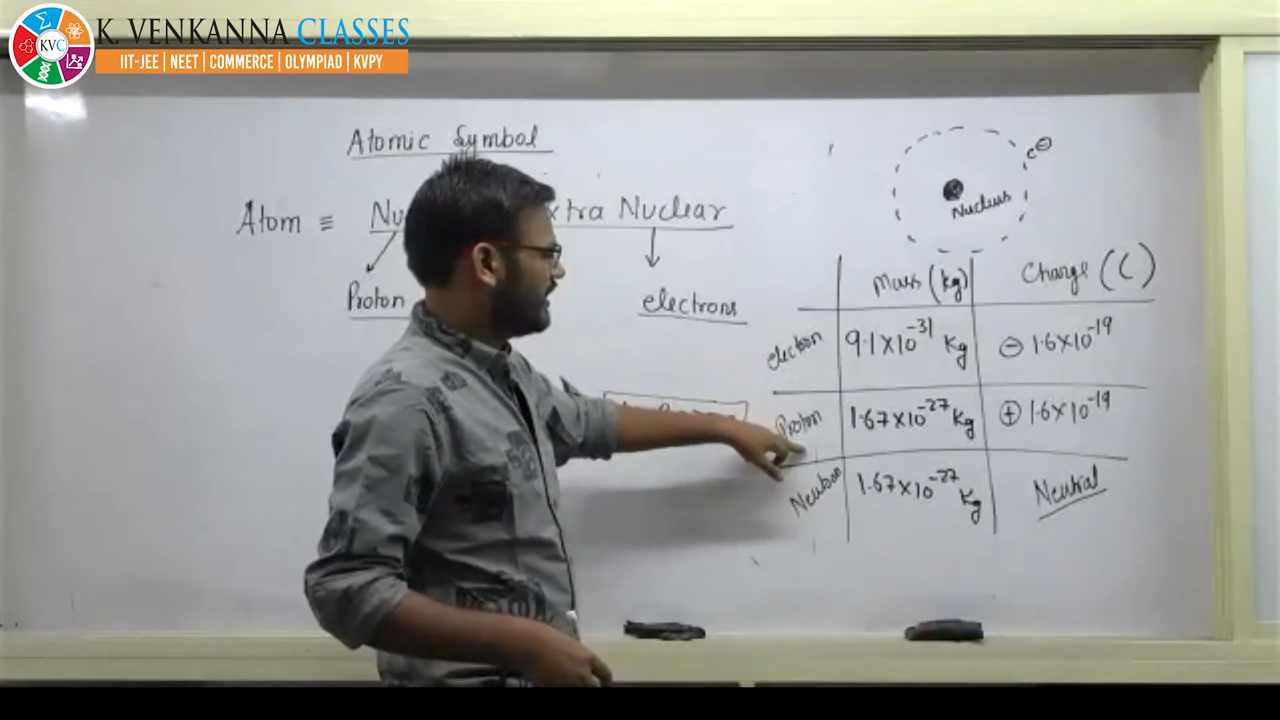 K. VENKANNA CLASSES
KVC
IIT-JEE | NEET | COMMERCE | OLYMPIAD | KVPY
Atomic Symbol
e ⊖
Nucleus
Atom ≡ Nu xtra Nuclear
Proton electrons
Mass (kg) Charge (C)
electron 9.1×10⁻³¹ Kg ⊖ 1.6×10⁻¹⁹
Proton 1.67×10⁻²⁷ Kg ⊕ 1.6×10⁻¹⁹
Neutron 1.67×10⁻²⁷ Kg Neutral